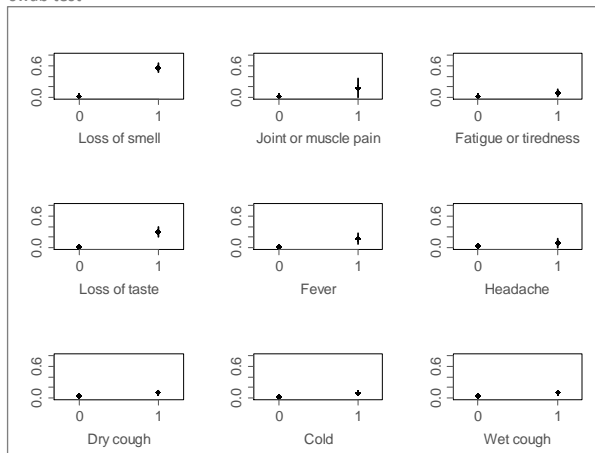 0.0 0.6
0 1
Loss of smell
0.0 0.6
0 1
Joint or muscle pain
0.0 0.6
0 1
Fatigue or tiredness
0.0 0.6
0 1
Loss of taste
0.0 0.6
0 1
Fever
0.0 0.6
0 1
Headache
0.0 0.6
0 1
Dry cough
0.0 0.6
0 1
Cold
0.0 0.6
0 1
Wet cough